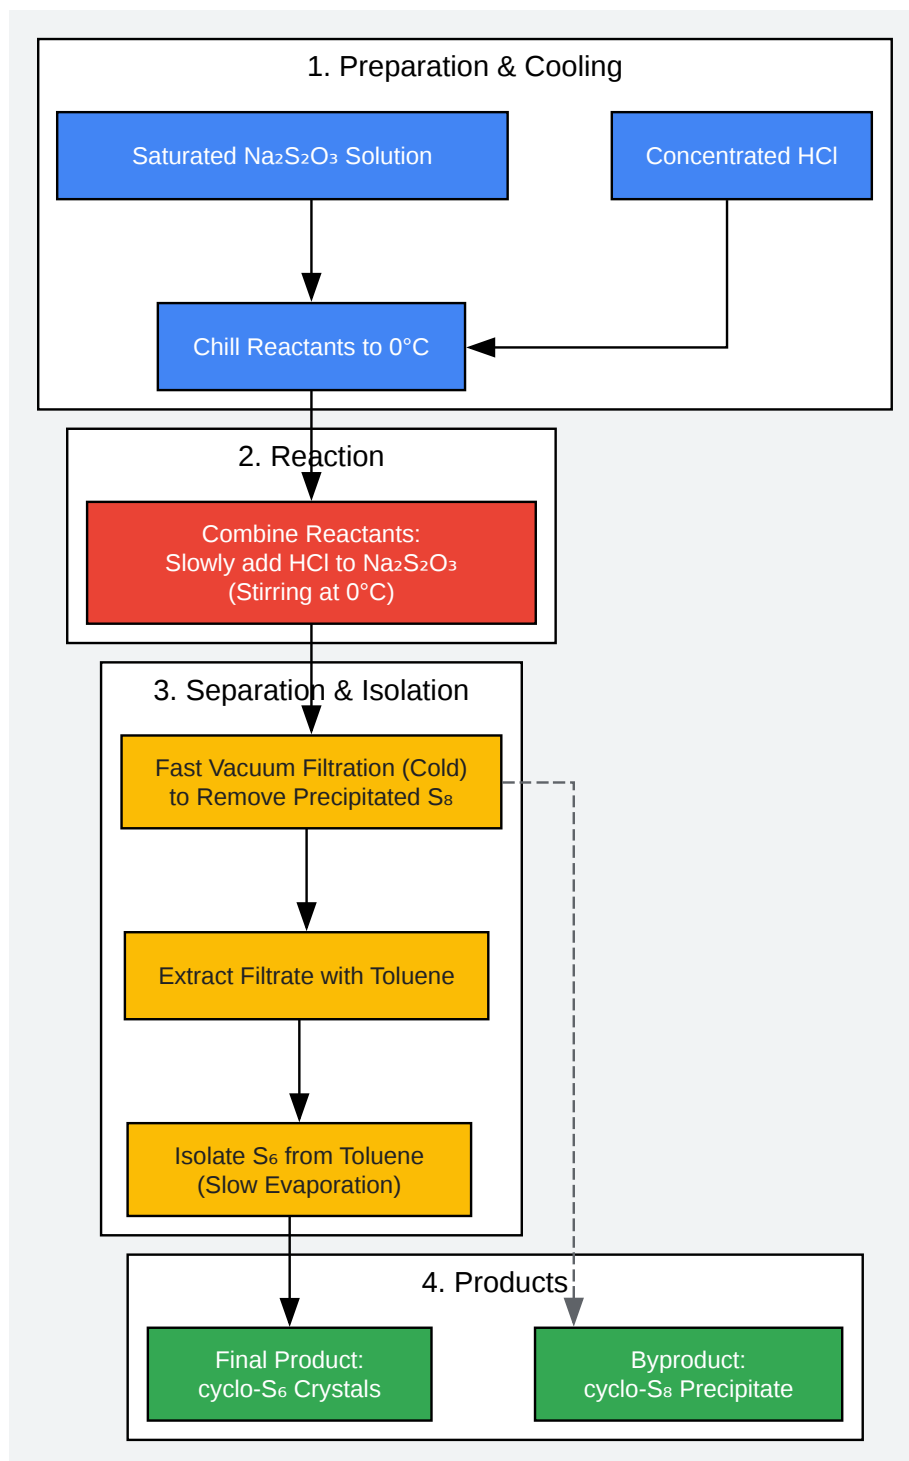 1. Preparation & Cooling
Saturated Na₂S₂O₃ Solution
Concentrated HCl
Chill Reactants to 0°C
2. Reaction
Combine Reactants:
Slowly add HCl to Na₂S₂O₃
(Stirring at 0°C)
3. Separation & Isolation
Fast Vacuum Filtration (Cold)
to Remove Precipitated S₈
Extract Filtrate with Toluene
Isolate S₆ from Toluene
(Slow Evaporation)
4. Products
Final Product:
cyclo-S₆ Crystals
Byproduct:
cyclo-S₈ Precipitate